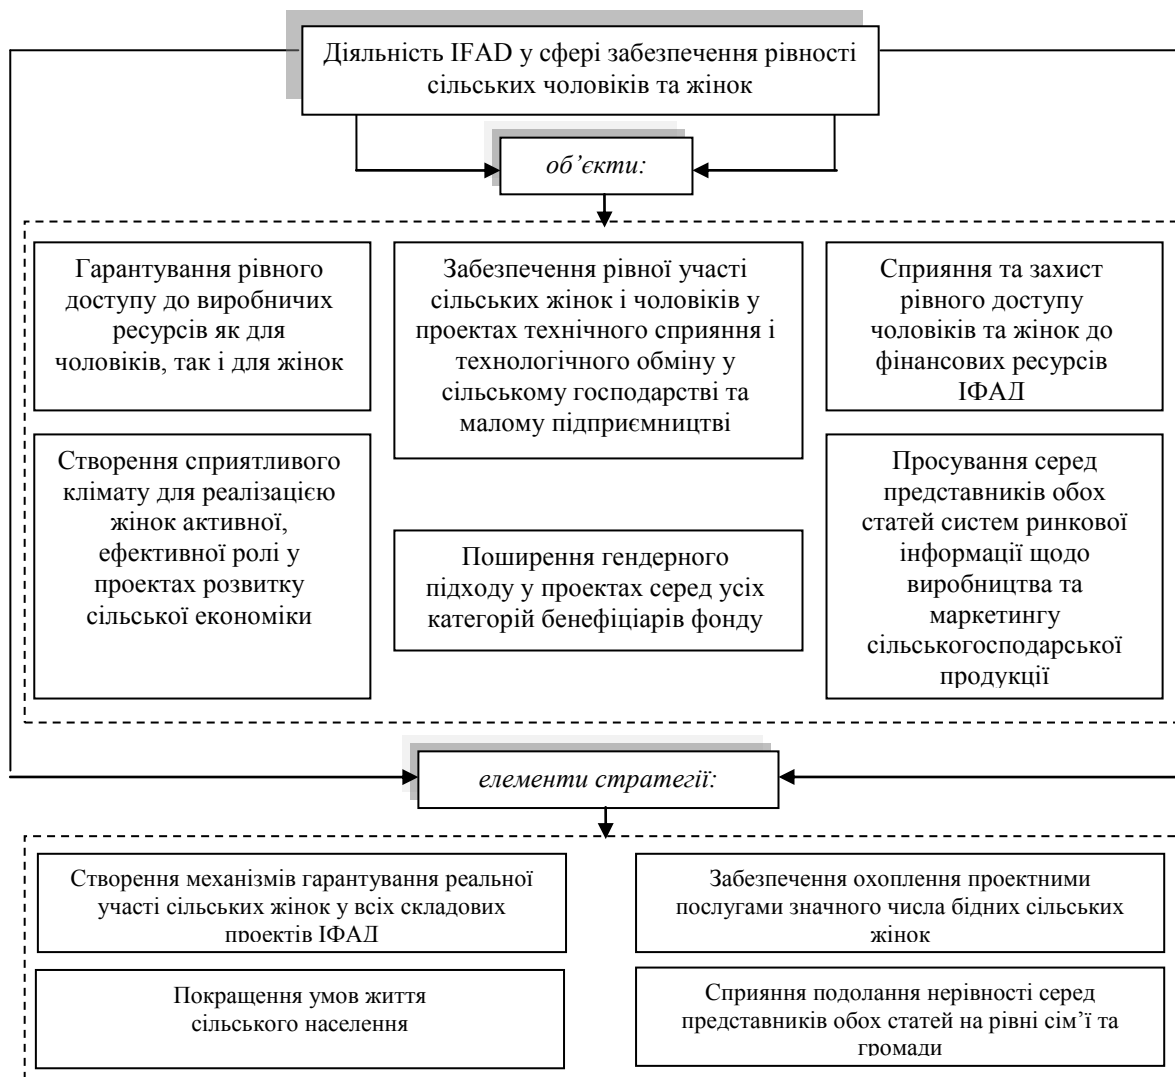 Діяльність IFAD у сфері забезпечення рівності
сільських чоловіків та жінок
об’єкти:
Гарантування рівного
доступу до виробничих
ресурсів як для
чоловіків, так і для жінок
Забезпечення рівної участі
сільських жінок і чоловіків у
проектах технічного сприяння і
технологічного обміну у
сільському господарстві та
малому підприємництві
Сприяння та захист
рівного доступу
чоловіків та жінок до
фінансових ресурсів
ІФАД
Створення сприятливого
клімату для реалізацією
жінок активної,
ефективної ролі у
проектах розвитку
сільської економіки
Поширення гендерного
підходу у проектах серед усіх
категорій бенефіціарів фонду
Просування серед
представників обох
статей систем ринкової
інформації щодо
виробництва та
маркетингу
сільськогосподарської
продукції
елементи стратегії:
Створення механізмів гарантування реальної
участі сільських жінок у всіх складових
проектів ІФАД
Забезпечення охоплення проектними
послугами значного числа бідних сільських
жінок
Покращення умов життя
сільського населення
Сприяння подолання нерівності серед
представників обох статей на рівні сім’ї та
громади